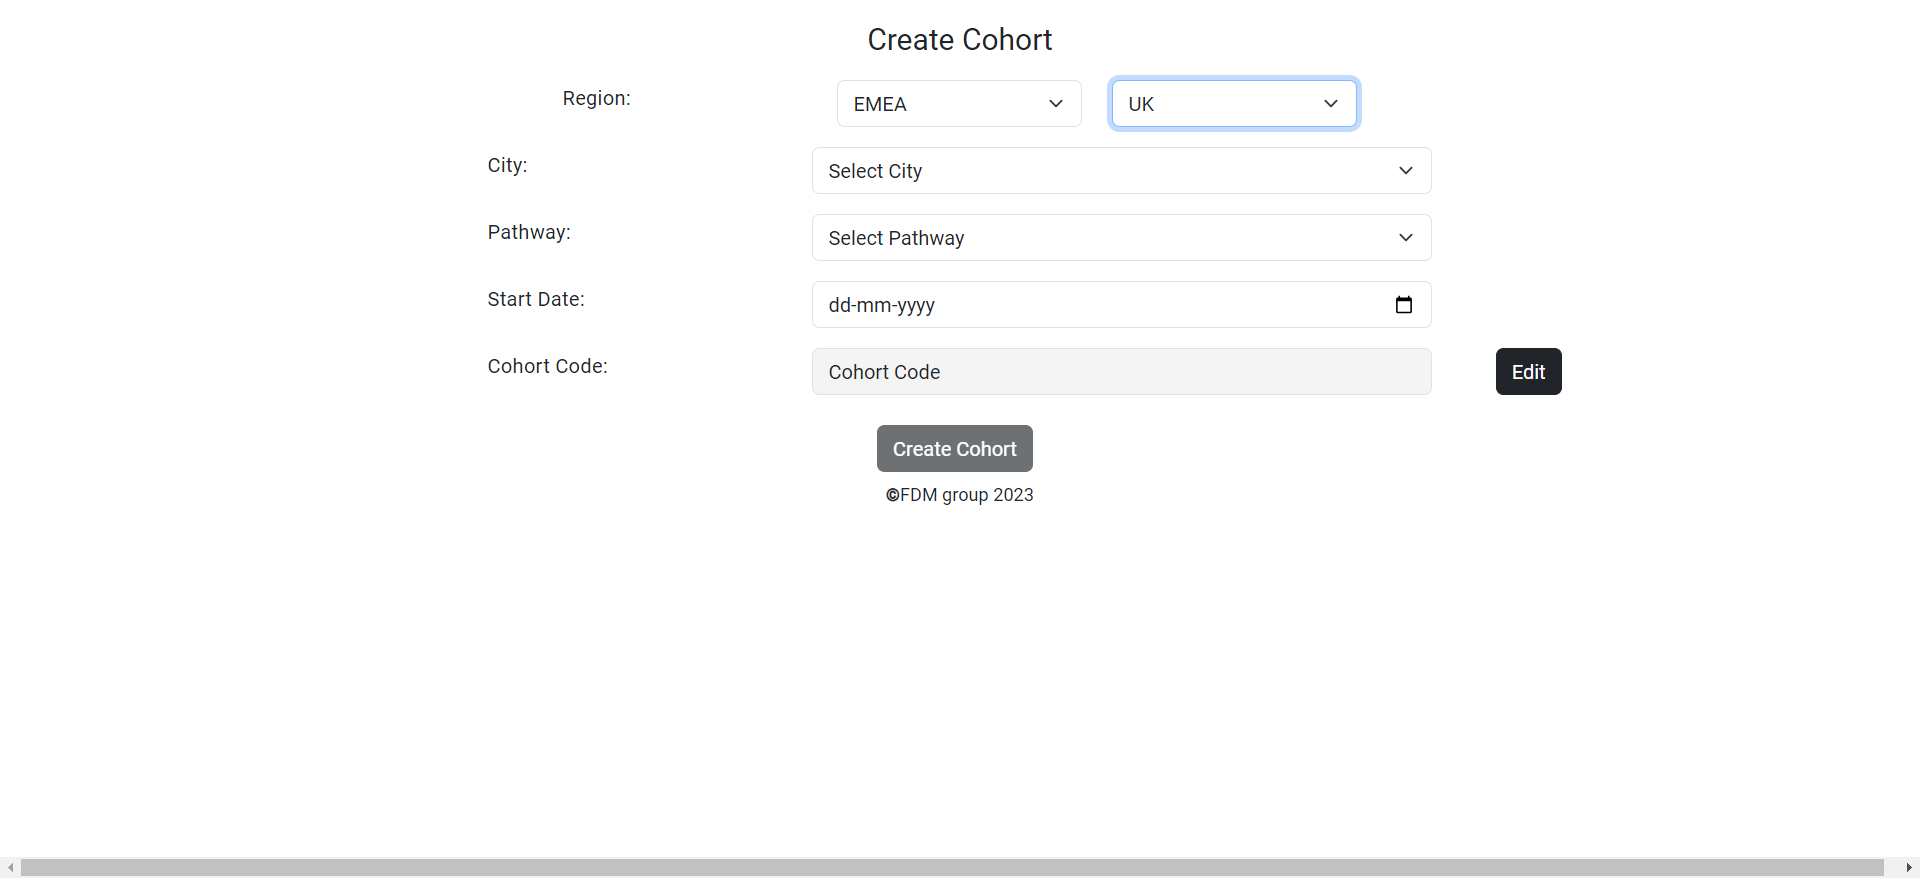 Create Cohort
Region: EMEA UK
City: Select City
Pathway: Select Pathway
Start Date: dd-mm-yyyy
Cohort Code: Cohort Code Edit
Create Cohort
©FDM group 2023